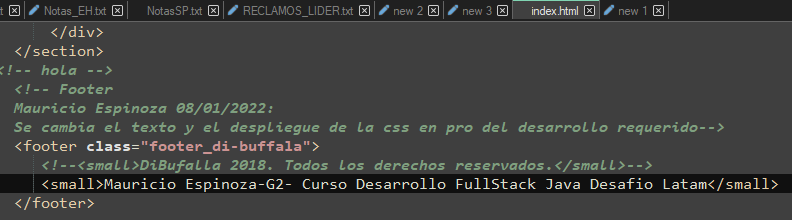 t Notas_EH.txt NotasSP.txt RECLAMOS_LIDER.txt new 2 new 3 index.html new 1
</div>
</section>
<!-- hola -->
<!-- Footer
Mauricio Espinoza 08/01/2022:
Se cambia el texto y el despliegue de la css en pro del desarrollo requerido-->
<footer class="footer_di-buffala">
<!--<small>DiBufalla 2018. Todos los derechos reservados.</small>-->
<small>Mauricio Espinoza-G2- Curso Desarrollo FullStack Java Desafio Latam</small>
</footer>